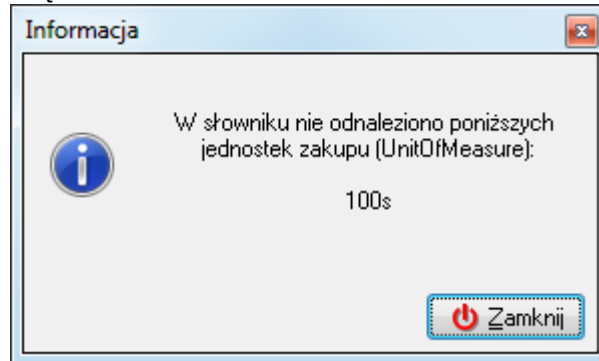 Informacja
W słowniku nie odnaleziono poniższych
jednostek zakupu (UnitOfMeasure):
100s
Zamknij